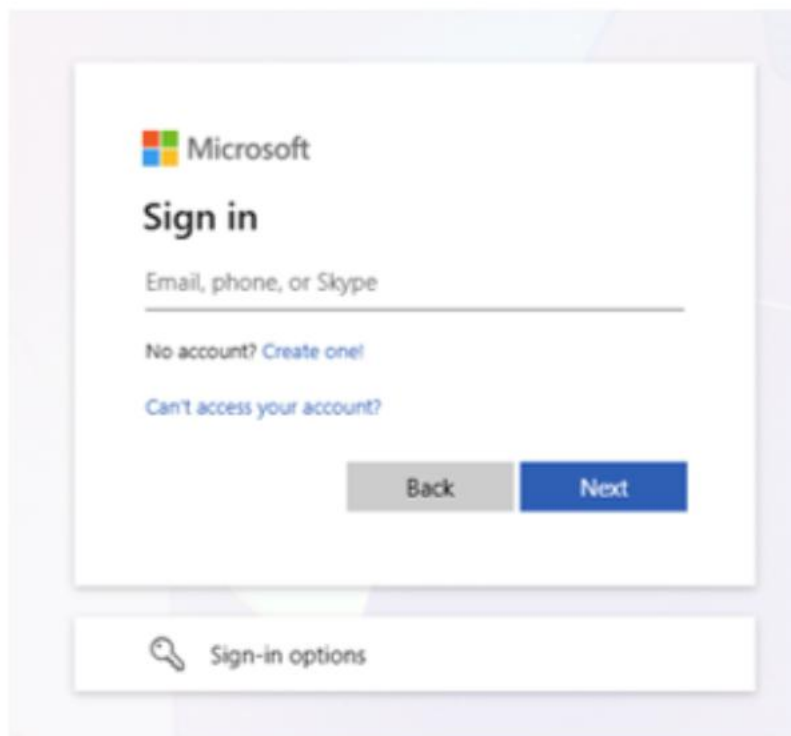 Microsoft
Sign in
Email, phone, or Skype
No account? Create one!
Can't access your account?
Back Next
Sign-in options